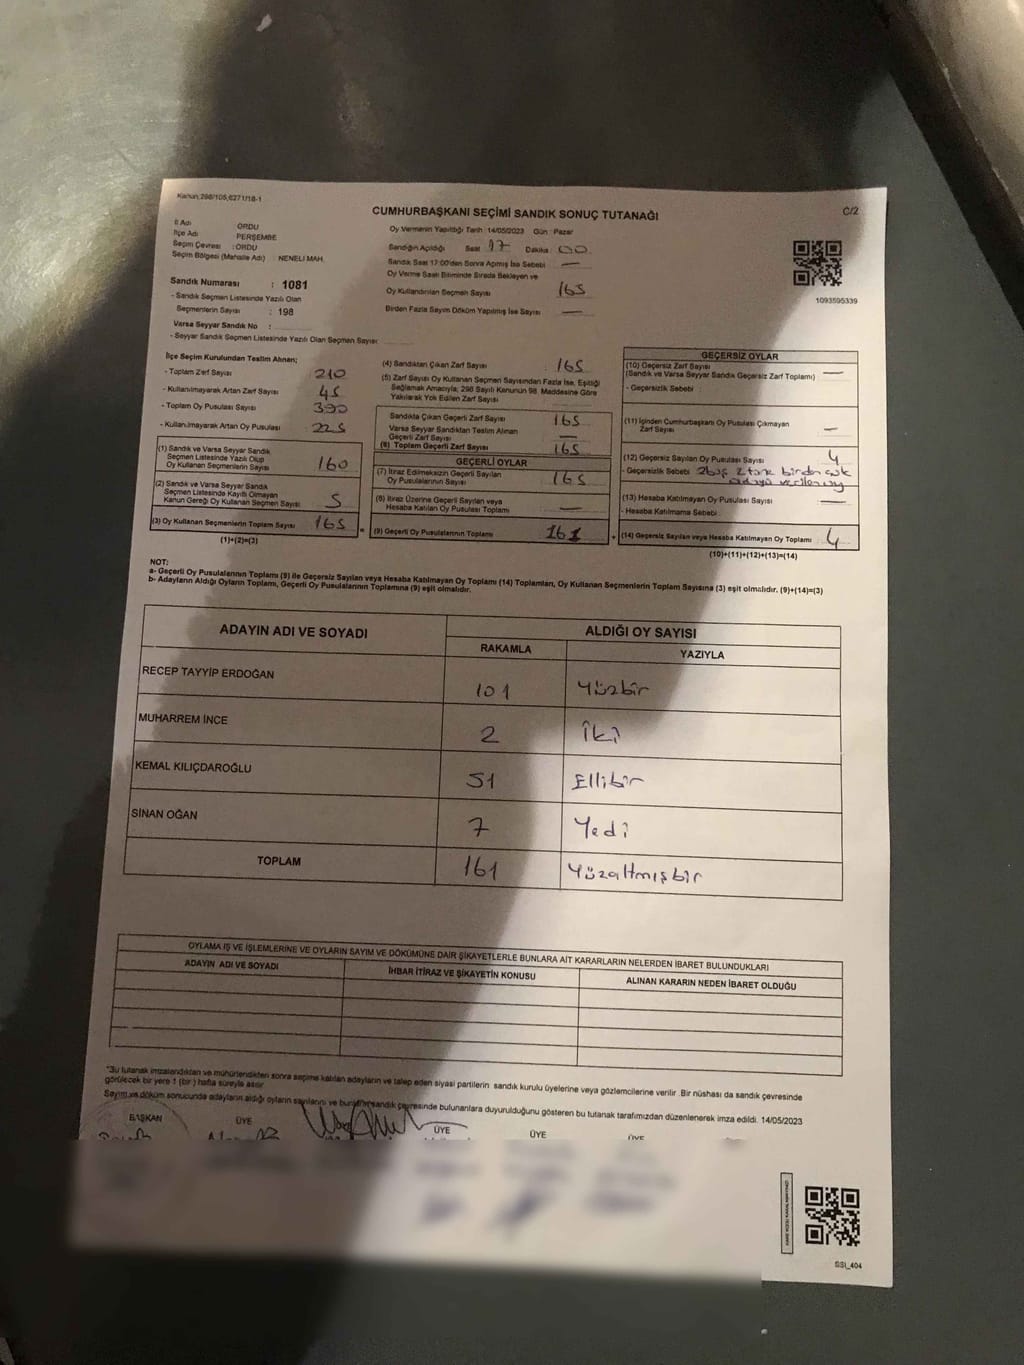 Kanun;298/105,6271/18-1
C/2
CUMHURBAŞKANI SEÇİMİ SANDIK SONUÇ TUTANAĞI
İl Adı ORDU
İlçe Adı : PERŞEMBE
Seçim Çevresi : ORDU
Seçim Bölgesi (Mahalle Adı) : NENELİ MAH.
Sandık Numarası : 1081
- Sandık Seçmen Listesinde Yazılı Olan
Seçmenlerin Sayısı : 198
Varsa Seyyar Sandık No :
- Seyyar Sandık Seçmen Listesinde Yazılı Olan Seçmen Sayısı
Oy Vermenin Yapıldığı Tarih 14/05/2023 Gün : Pazar
Sandığın Açıldığı Saat 17 Dakika 00
Sandık Saat 17:00'den Sonra Açılmış İse Sebebi —
Oy Verme Saati Bitiminde Sırada Bekleyen ve
Oy Kullandırılan Seçmen Sayısı 165
Birden Fazla Sayım Döküm Yapılmış İse Sayısı —
1093595339
İlçe Seçim Kurulundan Teslim Alınan;
- Toplam Zarf Sayısı 210
- Kullanılmayarak Artan Zarf Sayısı 45
- Toplam Oy Pusulası Sayısı 390
- Kullanılmayarak Artan Oy Pusulası 225
(1) Sandık ve Varsa Seyyar Sandık
Seçmen Listesinde Yazılı Olup
Oy Kullanan Seçmenlerin Sayısı 160
(2) Sandık ve Varsa Seyyar Sandık
Seçmen Listesinde Kayıtlı Olmayan
Kanun Gereği Oy Kullanan Seçmen Sayısı 5
(3) Oy Kullanan Seçmenlerin Toplam Sayısı 165
(1)+(2)=(3)
(4) Sandıktan Çıkan Zarf Sayısı : 165
(5) Zarf Sayısı Oy Kullanan Seçmen Sayısından Fazla İse, Eşitliği
Sağlamak Amacıyla, 298 Sayılı Kanunun 98. Maddesine Göre
Yakılarak Yok Edilen Zarf Sayısı
Sandıkta Çıkan Geçerli Zarf Sayısı 165
Varsa Seyyar Sandıktan Teslim Alınan
Geçerli Zarf Sayısı —
(6) Toplam Geçerli Zarf Sayısı 165
GEÇERLİ OYLAR
(7) İtiraz Edilmeksizin Geçerli Sayılan
Oy Pusulalarının Sayısı 165
(8) İtiraz Üzerine Geçerli Sayılan veya
Hesaba Katılan Oy Pusulası Toplamı —
= (9) Geçerli Oy Pusulalarının Toplamı 161
GEÇERSİZ OYLAR
(10) Geçersiz Zarf Sayısı
(Sandık ve Varsa Seyyar Sandık Geçersiz Zarf Toplamı) —
- Geçersizlik Sebebi
(11) İçinden Cumhurbaşkanı Oy Pusulası Çıkmayan
Zarf Sayısı —
(12) Geçersiz Sayılan Oy Pusulası Sayısı 4
- Geçersizlik Sebebi 2boş 2 tane birden çok
adaya verilmiş
(13) Hesaba Katılmayan Oy Pusulası Sayısı —
- Hesaba Katılmama Sebebi :
+ (14) Geçersiz Sayılan veya Hesaba Katılmayan Oy Toplamı 4
(10)+(11)+(12)+(13)=(14)
NOT:
a- Geçerli Oy Pusulalarının Toplamı (9) ile Geçersiz Sayılan veya Hesaba Katılmayan Oy Toplamı (14) Toplamları, Oy Kullanan Seçmenlerin Toplam Sayısına (3) eşit olmalıdır. (9)+(14)=(3)
b- Adayların Aldığı Oyların Toplamı, Geçerli Oy Pusulalarının Toplamına (9) eşit olmalıdır.
ADAYIN ADI VE SOYADI ALDIĞI OY SAYISI
RAKAMLA YAZIYLA
RECEP TAYYİP ERDOĞAN 101 Yüzbir
MUHARREM İNCE 2 İki
KEMAL KILIÇDAROĞLU 51 Ellibir
SİNAN OĞAN 7 Yedi
TOPLAM 161 Yüzaltmışbir
OYLAMA İŞ VE İŞLEMLERİNE VE OYLARIN SAYIM VE DÖKÜMÜNE DAİR ŞİKAYETLERLE BUNLARA AİT KARARLARIN NELERDEN İBARET BULUNDUKLARI
ADAYIN ADI VE SOYADI İHBAR İTİRAZ VE ŞİKAYETİN KONUSU ALINAN KARARIN NEDEN İBARET OLDUĞU
"Bu tutanak imzalandıktan ve mühürlendikten sonra seçime katılan adayların ve talep eden siyasi partilerin sandık kurulu üyelerine veya gözlemcilerine verilir. Bir nüshası da sandık çevresinde
görülecek bir yere 1 (bir) hafta süreyle asılır
Sayım ve döküm sonucunda adayların aldığı oyların sayılarını ve bunların sandık çevresinde bulunanlara duyurulduğunu gösteren bu tutanak tarafımızdan düzenlenerek imza edildi. 14/05/2023
BAŞKAN ÜYE ÜYE ÜYE ÜYE
SSI_404